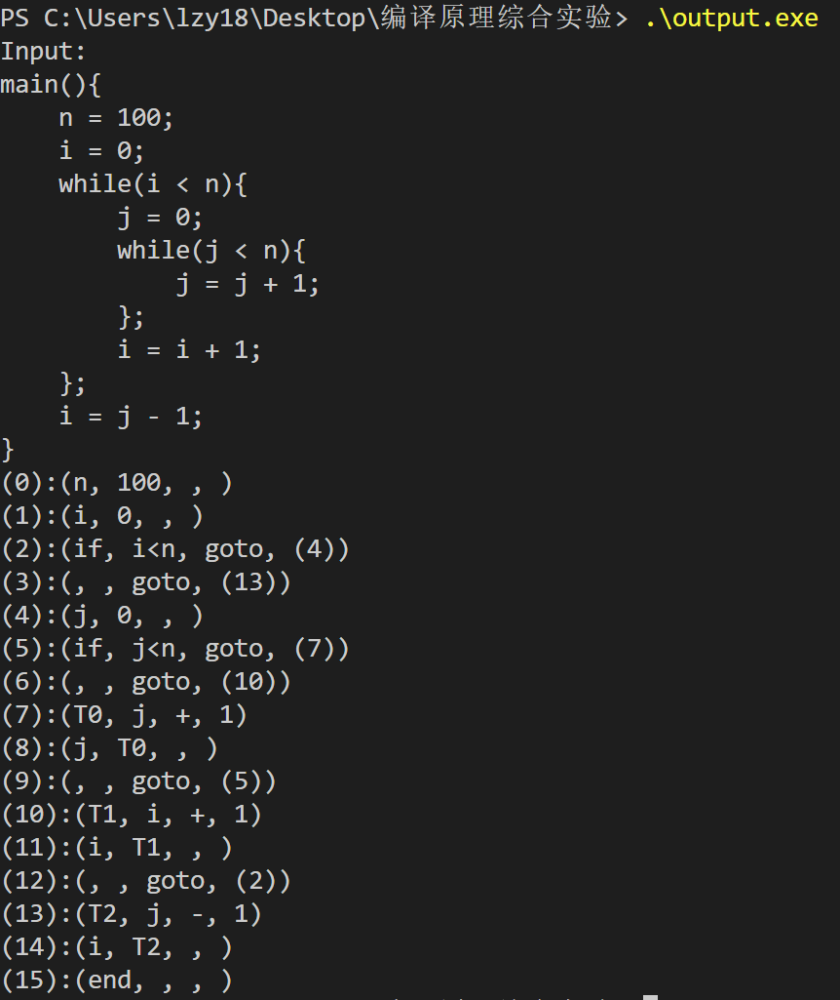 PS C:\Users\lzy18\Desktop\编译原理综合实验> .\output.exe
Input:
main(){
    n = 100;
    i = 0;
    while(i < n){
        j = 0;
        while(j < n){
            j = j + 1;
        };
        i = i + 1;
    };
    i = j - 1;
}
(0):(n, 100, , )
(1):(i, 0, , )
(2):(if, i<n, goto, (4))
(3):(, , goto, (13))
(4):(j, 0, , )
(5):(if, j<n, goto, (7))
(6):(, , goto, (10))
(7):(T0, j, +, 1)
(8):(j, T0, , )
(9):(, , goto, (5))
(10):(T1, i, +, 1)
(11):(i, T1, , )
(12):(, , goto, (2))
(13):(T2, j, -, 1)
(14):(i, T2, , )
(15):(end, , , )